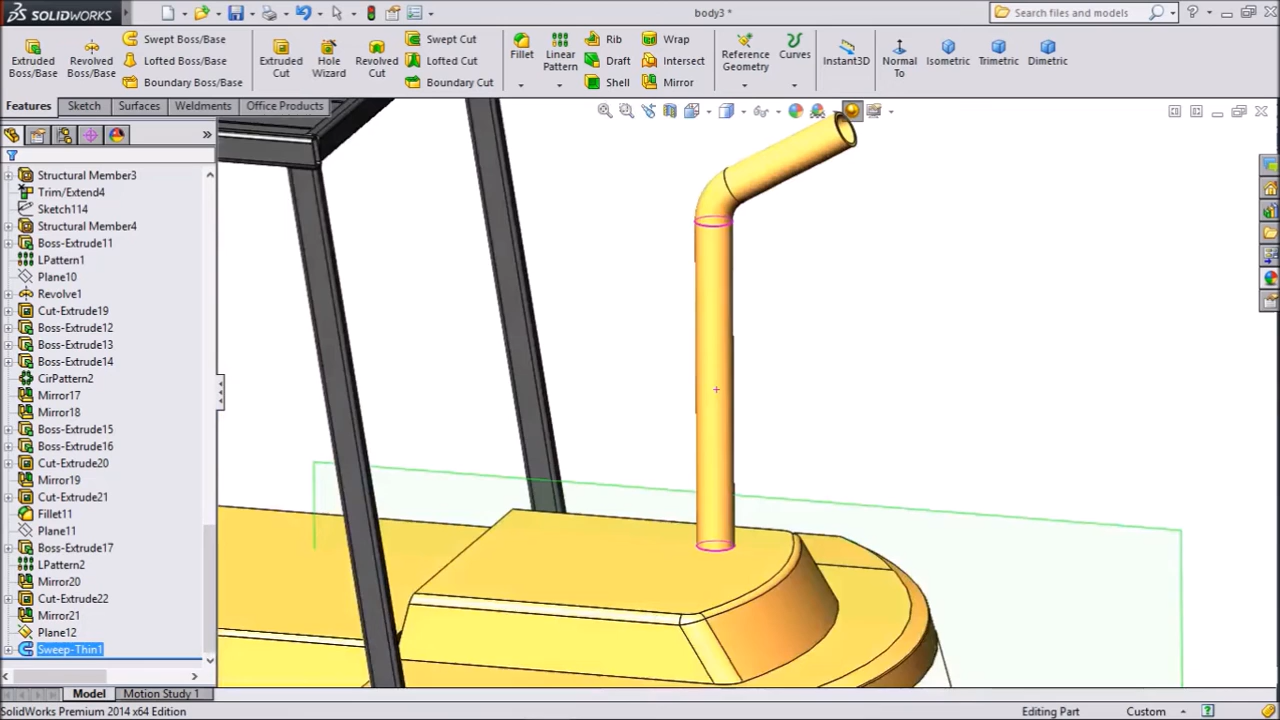 SOLIDWORKS
body3 *
Search files and models
Extruded Boss/Base
Revolved Boss/Base
Swept Boss/Base
Lofted Boss/Base
Boundary Boss/Base
Extruded Cut
Hole Wizard
Revolved Cut
Swept Cut
Lofted Cut
Boundary Cut
Fillet
Linear Pattern
Rib
Draft
Shell
Wrap
Intersect
Mirror
Reference Geometry
Curves
Instant3D
Normal To
Isometric
Trimetric
Dimetric
Features
Sketch
Surfaces
Weldments
Office Products
Structural Member3
Trim/Extend4
Sketch114
Structural Member4
Boss-Extrude11
LPattern1
Plane10
Revolve1
Cut-Extrude19
Boss-Extrude12
Boss-Extrude13
Boss-Extrude14
CirPattern2
Mirror17
Mirror18
Boss-Extrude15
Boss-Extrude16
Cut-Extrude20
Mirror19
Cut-Extrude21
Fillet11
Plane11
Boss-Extrude17
LPattern2
Mirror20
Cut-Extrude22
Mirror21
Plane12
Sweep-Thin1
Model
Motion Study 1
SolidWorks Premium 2014 x64 Edition
Editing Part
Custom